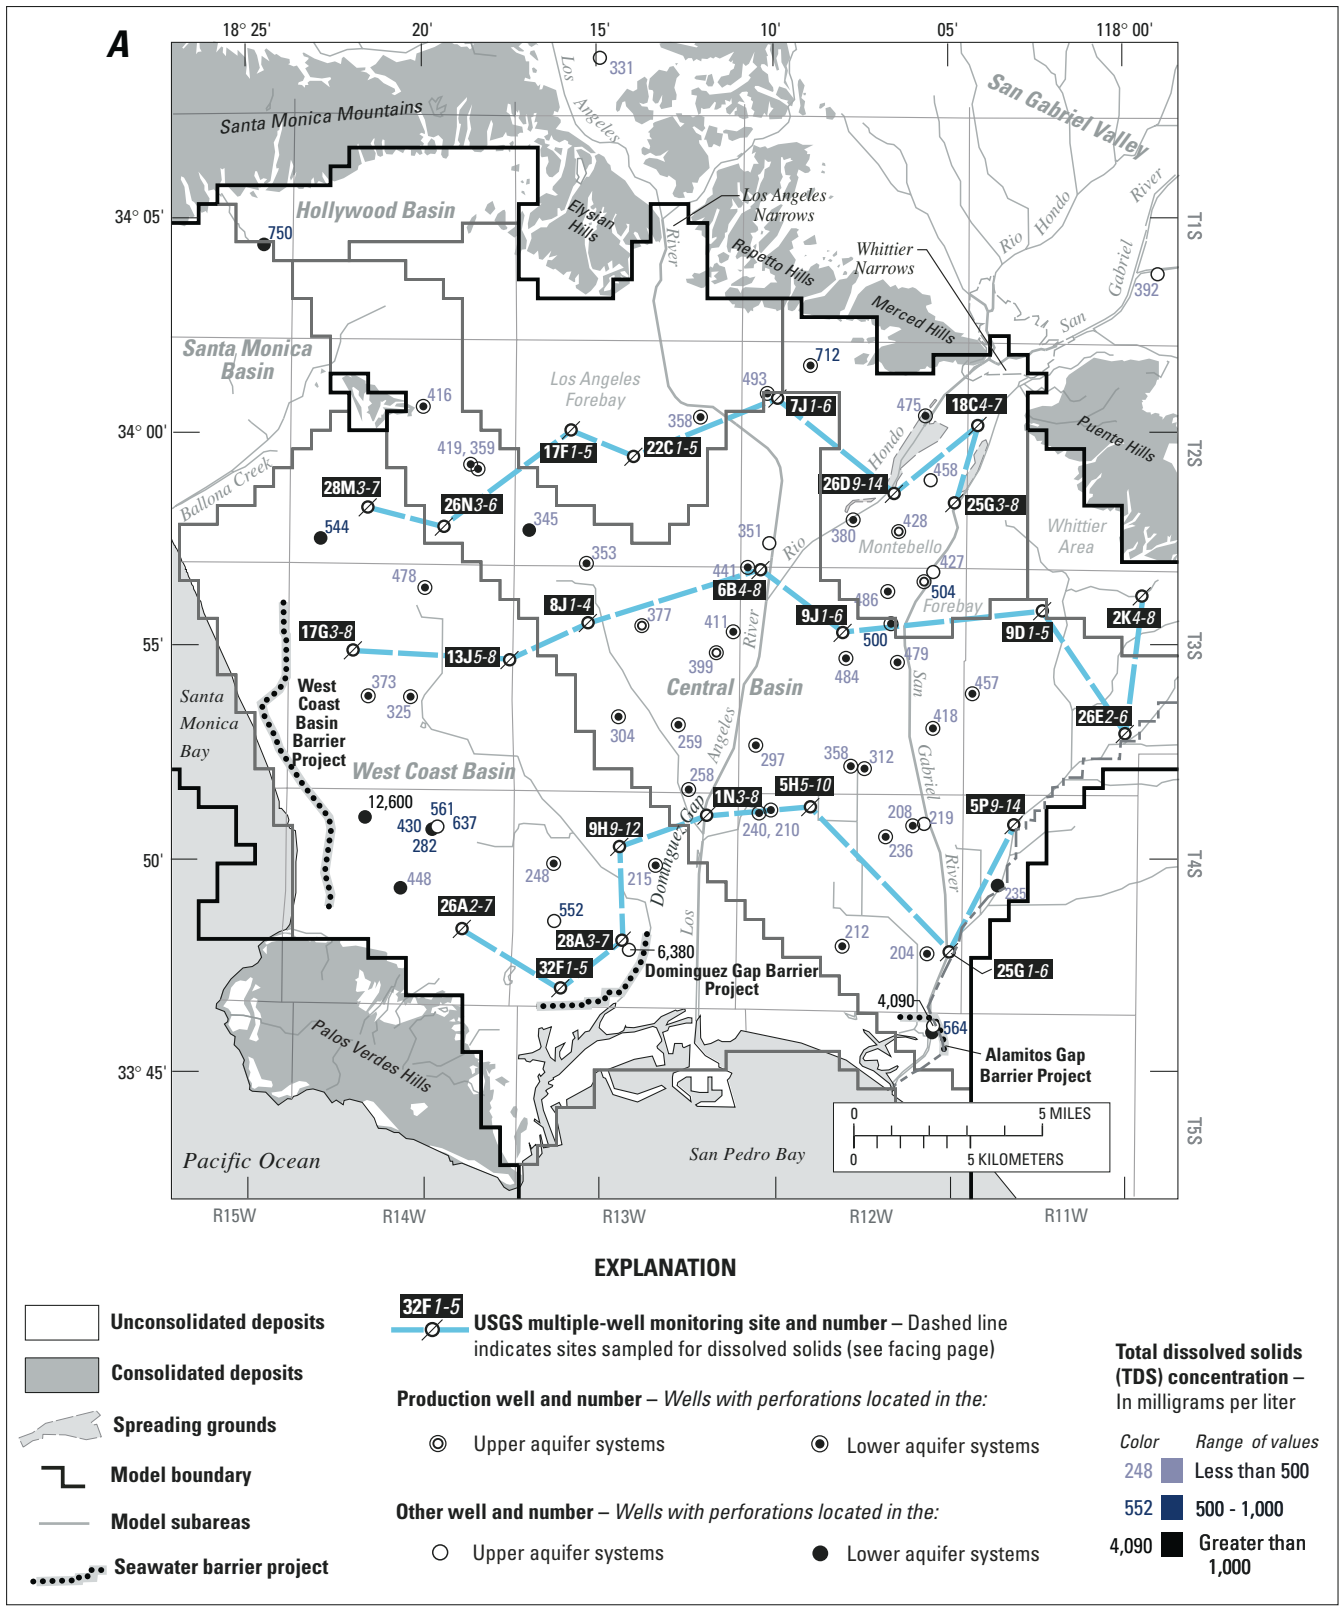 A
18° 25'
20'
15'
10'
05'
118° 00'
34° 05'
34° 00'
55'
50'
33° 45'
T1S
T2S
T3S
T4S
T5S
R15W
R14W
R13W
R12W
R11W
Santa Monica Mountains
Los Angeles
331
San Gabriel Valley
River
Hollywood Basin
Elysian
Hills
Los Angeles
Narrows
River
Repetto Hills
Whittier
Narrows
Rio Hondo
Gabriel
392
750
Merced Hills
San
Santa Monica
Basin
712
Los Angeles
Forebay
416
493
7J1-6
475
18C4-7
358
Puente Hills
419, 359
17F1-5
22C1-5
Hondo
458
Ballona Creek
28M3-7
26N3-6
26D9-14
25G3-8
544
345
351
Rio
380
428
Whittier
Area
Montebello
353
441
427
478
6B4-8
486
504
Forebay
8J1-4
377
411
River
9J1-6
500
9D1-5
2K4-8
17G3-8
13J5-8
399
484
479
San
373
325
Central Basin
457
Santa
Monica
Bay
West
Coast
Basin
Barrier
Project
26E2-6
304
259
Angeles
297
418
358
312
Gabriel
West Coast Basin
258
5H5-10
1N3-8
5P9-14
12,600
561
430
637
282
9H9-12
240, 210
208
219
236
Dominguez Gap
River
448
248
215
235
26A2-7
552
Los
212
204
28A3-7
6,380
32F1-5
Dominguez Gap Barrier
Project
25G1-6
4,090
564
Palos Verdes Hills
Alamitos Gap
Barrier Project
0
5 MILES
0
5 KILOMETERS
Pacific Ocean
San Pedro Bay
EXPLANATION
Unconsolidated deposits
Consolidated deposits
Spreading grounds
Model boundary
Model subareas
Seawater barrier project
32F1-5
USGS multiple-well monitoring site and number – Dashed line
indicates sites sampled for dissolved solids (see facing page)
Production well and number – Wells with perforations located in the:
Upper aquifer systems
Lower aquifer systems
Other well and number – Wells with perforations located in the:
Upper aquifer systems
Lower aquifer systems
Total dissolved solids
(TDS) concentration –
In milligrams per liter
Color
Range of values
248
Less than 500
552
500 - 1,000
4,090
Greater than
1,000